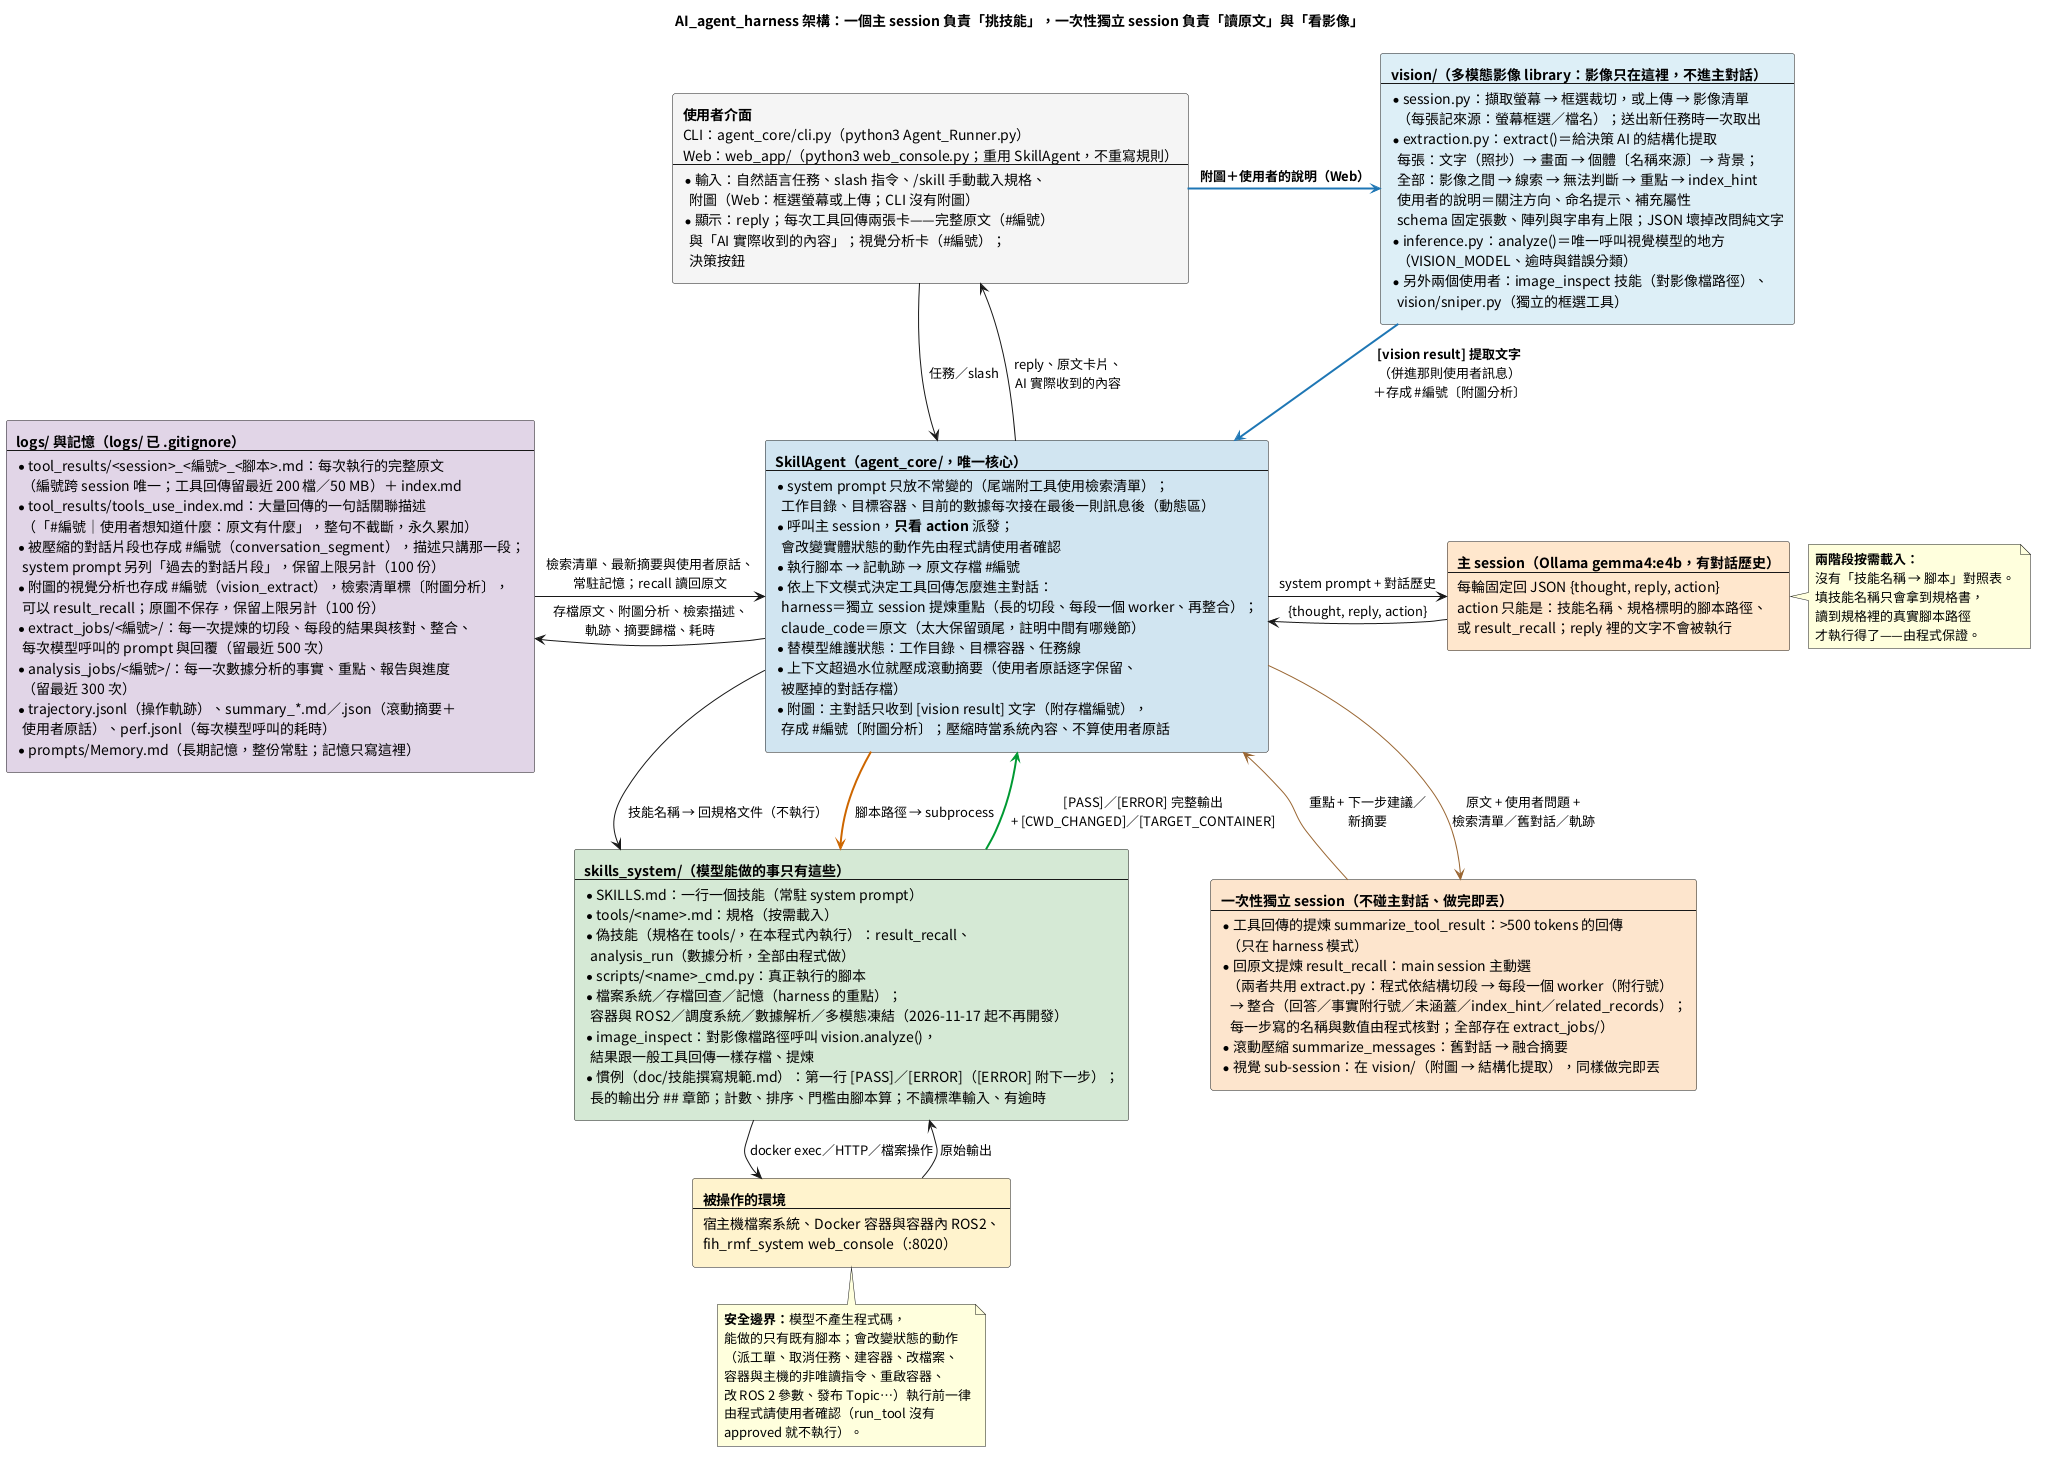 AI_agent_harness 架構：一個主 session 負責「挑技能」，一次性獨立 session 負責「讀原文」與「看影像」
vision/（多模態影像 library：影像只在這裡，不進主對話）
• session.py：擷取螢幕 → 框選裁切，或上傳 → 影像清單
（每張記來源：螢幕框選／檔名）；送出新任務時一次取出
• extraction.py：extract()＝給決策 AI 的結構化提取
每張：文字（照抄）→ 畫面 → 個體〔名稱來源〕→ 背景；
全部：影像之間 → 線索 → 無法判斷 → 重點 → index_hint
使用者的說明＝關注方向、命名提示、補充屬性
schema 固定張數、陣列與字串有上限；JSON 壞掉改問純文字
• inference.py：analyze()＝唯一呼叫視覺模型的地方
（VISION_MODEL、逾時與錯誤分類）
• 另外兩個使用者：image_inspect 技能（對影像檔路徑）、
vision/sniper.py（獨立的框選工具）
使用者介面
CLI：agent_core/cli.py（python3 Agent_Runner.py）
Web：web_app/（python3 web_console.py；重用 SkillAgent，不重寫規則）
• 輸入：自然語言任務、slash 指令、/skill 手動載入規格、
附圖（Web：框選螢幕或上傳；CLI 沒有附圖）
• 顯示：reply；每次工具回傳兩張卡——完整原文（#編號）
與「AI 實際收到的內容」；視覺分析卡（#編號）；
決策按鈕
附圖＋使用者的說明（Web）
任務／slash
reply、原文卡片、
AI 實際收到的內容
[vision result] 提取文字
（併進那則使用者訊息）
＋存成 #編號〔附圖分析〕
logs/ 與記憶（logs/ 已 .gitignore）
• tool_results/<session>_<編號>_<腳本>.md：每次執行的完整原文
（編號跨 session 唯一；工具回傳留最近 200 檔／50 MB）＋ index.md
• tool_results/tools_use_index.md：大量回傳的一句話關聯描述
（「#編號｜使用者想知道什麼：原文有什麼」，整句不截斷，永久累加）
• 被壓縮的對話片段也存成 #編號（conversation_segment），描述只講那一段；
system prompt 另列「過去的對話片段」，保留上限另計（100 份）
• 附圖的視覺分析也存成 #編號（vision_extract），檢索清單標〔附圖分析〕，
可以 result_recall；原圖不保存，保留上限另計（100 份）
• extract_jobs/<編號>/：每一次提煉的切段、每段的結果與核對、整合、
每次模型呼叫的 prompt 與回覆（留最近 500 次）
• analysis_jobs/<編號>/：每一次數據分析的事實、重點、報告與進度
（留最近 300 次）
• trajectory.jsonl（操作軌跡）、summary_*.md／.json（滾動摘要＋
使用者原話）、perf.jsonl（每次模型呼叫的耗時）
• prompts/Memory.md（長期記憶，整份常駐；記憶只寫這裡）
檢索清單、最新摘要與使用者原話、
常駐記憶；recall 讀回原文
存檔原文、附圖分析、檢索描述、
軌跡、摘要歸檔、耗時
SkillAgent（agent_core/，唯一核心）
• system prompt 只放不常變的（尾端附工具使用檢索清單）；
工作目錄、目標容器、目前的數據每次接在最後一則訊息後（動態區）
• 呼叫主 session，只看 action 派發；
會改變實體狀態的動作先由程式請使用者確認
• 執行腳本 → 記軌跡 → 原文存檔 #編號
• 依上下文模式決定工具回傳怎麼進主對話：
harness＝獨立 session 提煉重點（長的切段、每段一個 worker、再整合）；
claude_code＝原文（太大保留頭尾，註明中間有哪幾節）
• 替模型維護狀態：工作目錄、目標容器、任務線
• 上下文超過水位就壓成滾動摘要（使用者原話逐字保留、
被壓掉的對話存檔）
• 附圖：主對話只收到 [vision result] 文字（附存檔編號），
存成 #編號〔附圖分析〕；壓縮時當系統內容、不算使用者原話
system prompt + 對話歷史
{thought, reply, action}
主 session（Ollama gemma4:e4b，有對話歷史）
每輪固定回 JSON {thought, reply, action}
action 只能是：技能名稱、規格標明的腳本路徑、
或 result_recall；reply 裡的文字不會被執行
兩階段按需載入：
沒有「技能名稱 → 腳本」對照表。
填技能名稱只會拿到規格書，
讀到規格裡的真實腳本路徑
才執行得了——由程式保證。
技能名稱 → 回規格文件（不執行）
腳本路徑 → subprocess
[PASS]／[ERROR] 完整輸出
+ [CWD_CHANGED]／[TARGET_CONTAINER]
重點 + 下一步建議／
新摘要
原文 + 使用者問題 +
檢索清單／舊對話／軌跡
skills_system/（模型能做的事只有這些）
• SKILLS.md：一行一個技能（常駐 system prompt）
• tools/<name>.md：規格（按需載入）
• 偽技能（規格在 tools/，在本程式內執行）：result_recall、
analysis_run（數據分析，全部由程式做）
• scripts/<name>_cmd.py：真正執行的腳本
• 檔案系統／存檔回查／記憶（harness 的重點）；
容器與 ROS2／調度系統／數據解析／多模態凍結（2026-11-17 起不再開發）
• image_inspect：對影像檔路徑呼叫 vision.analyze()，
結果跟一般工具回傳一樣存檔、提煉
• 慣例（doc/技能撰寫規範.md）：第一行 [PASS]／[ERROR]（[ERROR] 附下一步）；
長的輸出分 ## 章節；計數、排序、門檻由腳本算；不讀標準輸入、有逾時
一次性獨立 session（不碰主對話、做完即丟）
• 工具回傳的提煉 summarize_tool_result：>500 tokens 的回傳
（只在 harness 模式）
• 回原文提煉 result_recall：main session 主動選
（兩者共用 extract.py：程式依結構切段 → 每段一個 worker（附行號）
→ 整合（回答／事實附行號／未涵蓋／index_hint／related_records）；
每一步寫的名稱與數值由程式核對；全部存在 extract_jobs/）
• 滾動壓縮 summarize_messages：舊對話 → 融合摘要
• 視覺 sub-session：在 vision/（附圖 → 結構化提取），同樣做完即丟
docker exec／HTTP／檔案操作
原始輸出
被操作的環境
宿主機檔案系統、Docker 容器與容器內 ROS2、
fih_rmf_system web_console（:8020）
安全邊界：模型不產生程式碼，
能做的只有既有腳本；會改變狀態的動作
（派工單、取消任務、建容器、改檔案、
容器與主機的非唯讀指令、重啟容器、
改 ROS 2 參數、發布 Topic…）執行前一律
由程式請使用者確認（run_tool 沒有
approved 就不執行）。